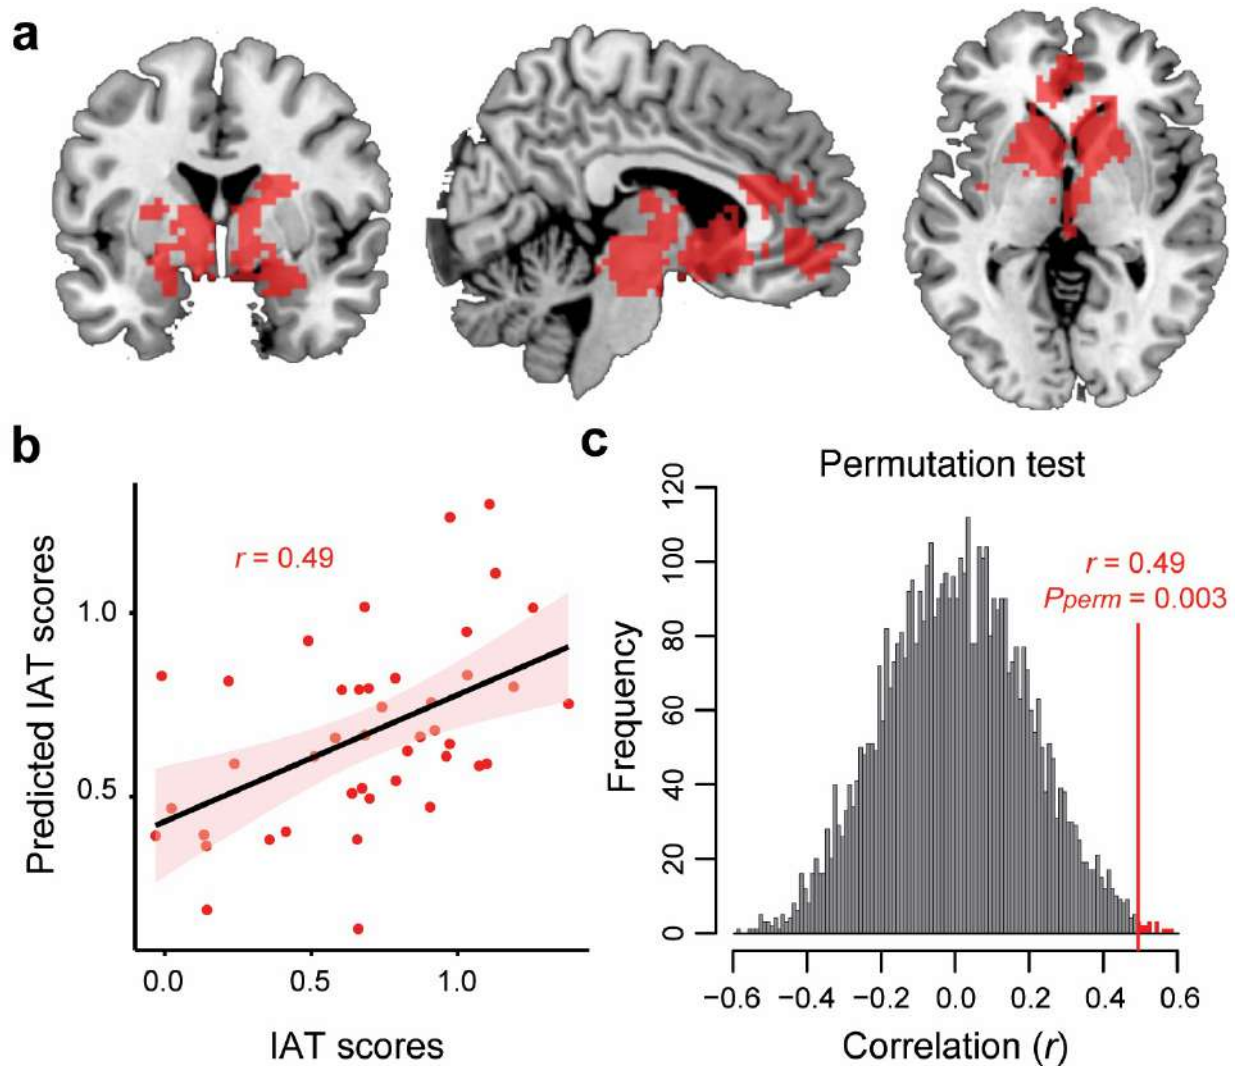 a
b
r = 0.49
Predicted IAT scores
1.0
0.5
0.0 0.5 1.0
IAT scores
c
Permutation test
Frequency
120
100
80
60
40
20
0
r = 0.49
Pperm = 0.003
−0.6 −0.4 −0.2 0.0 0.2 0.4 0.6
Correlation (r)